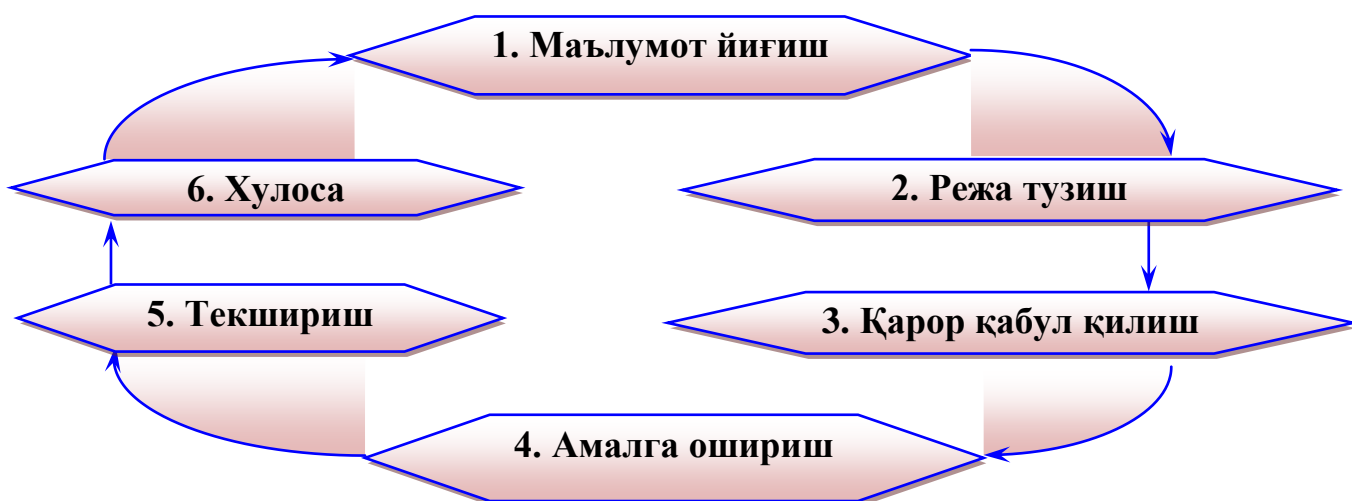 1. Маълумот йиғиш
2. Режа тузиш
3. Қарор қабул қилиш
4. Амалга ошириш
5. Текшириш
6. Хулоса